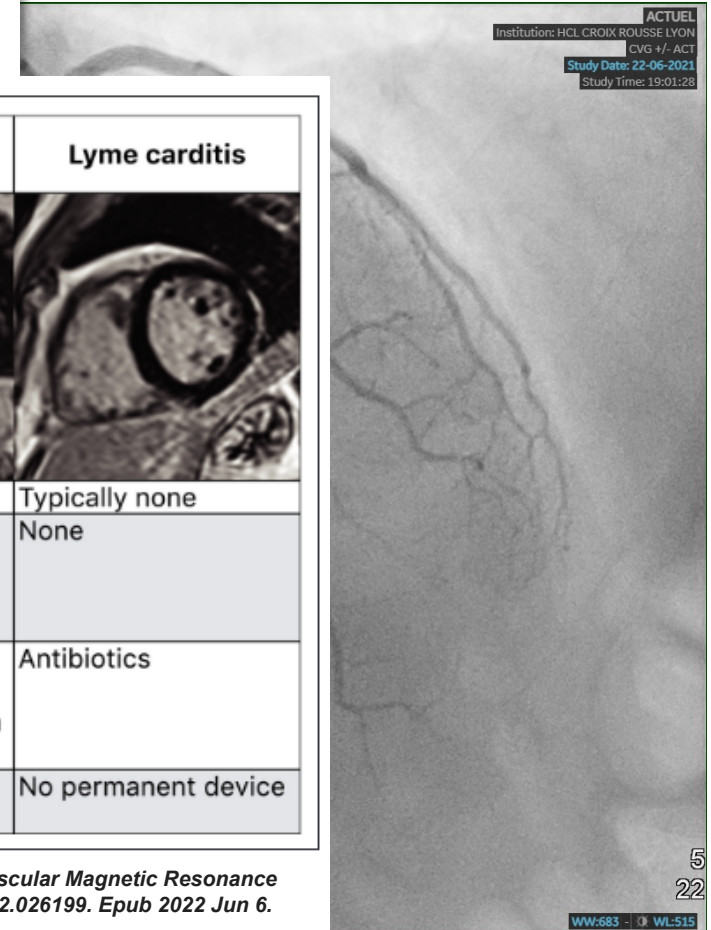 ACTUEL
Institution: HCL CROIX ROUSSE LYON
CVG +/- ACT
Study Date: 22-06-2021
Study Time: 19:01:28
Lyme carditis
Typically none
None
Antibiotics
No permanent device
scular Magnetic Resonance
2.026199. Epub 2022 Jun 6.
5
22
WW:683 - WL:515